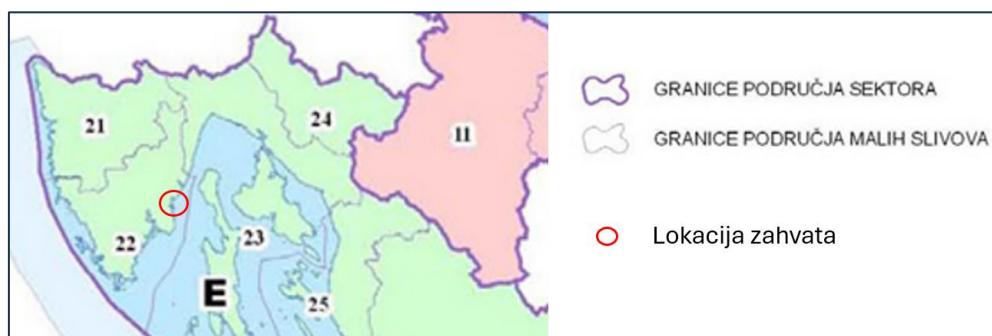 21
24
11
22
23
E
25
GRANICE PODRUČJA SEKTORA
GRANICE PODRUČJA MALIH SLIVOVA
Lokacija zahvata